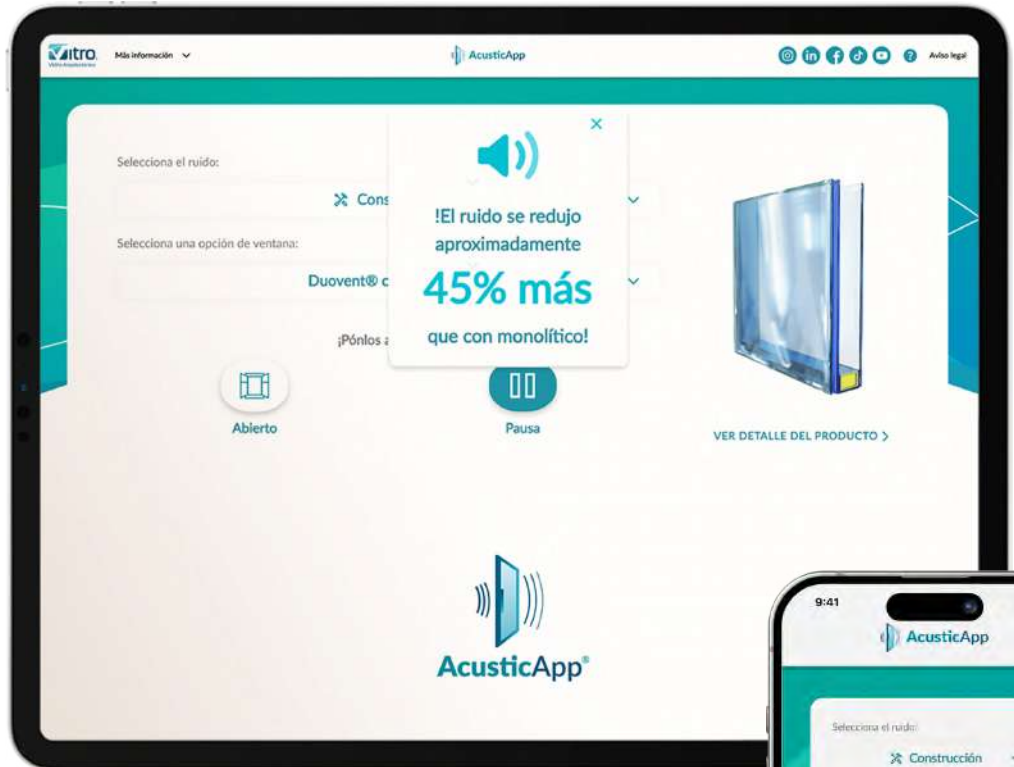 Vitro
Vidrio Arquitectónico
Más información
AcusticApp
Aviso legal
Selecciona el ruido:
Cons
Selecciona una opción de ventana:
Duovent® c
¡Pónlos a
!El ruido se redujo
aproximadamente
45% más
que con monolítico!
Abierto
Pausa
VER DETALLE DEL PRODUCTO >
AcusticApp®
9:41
AcusticApp
Selecciona el ruido:
Construcción